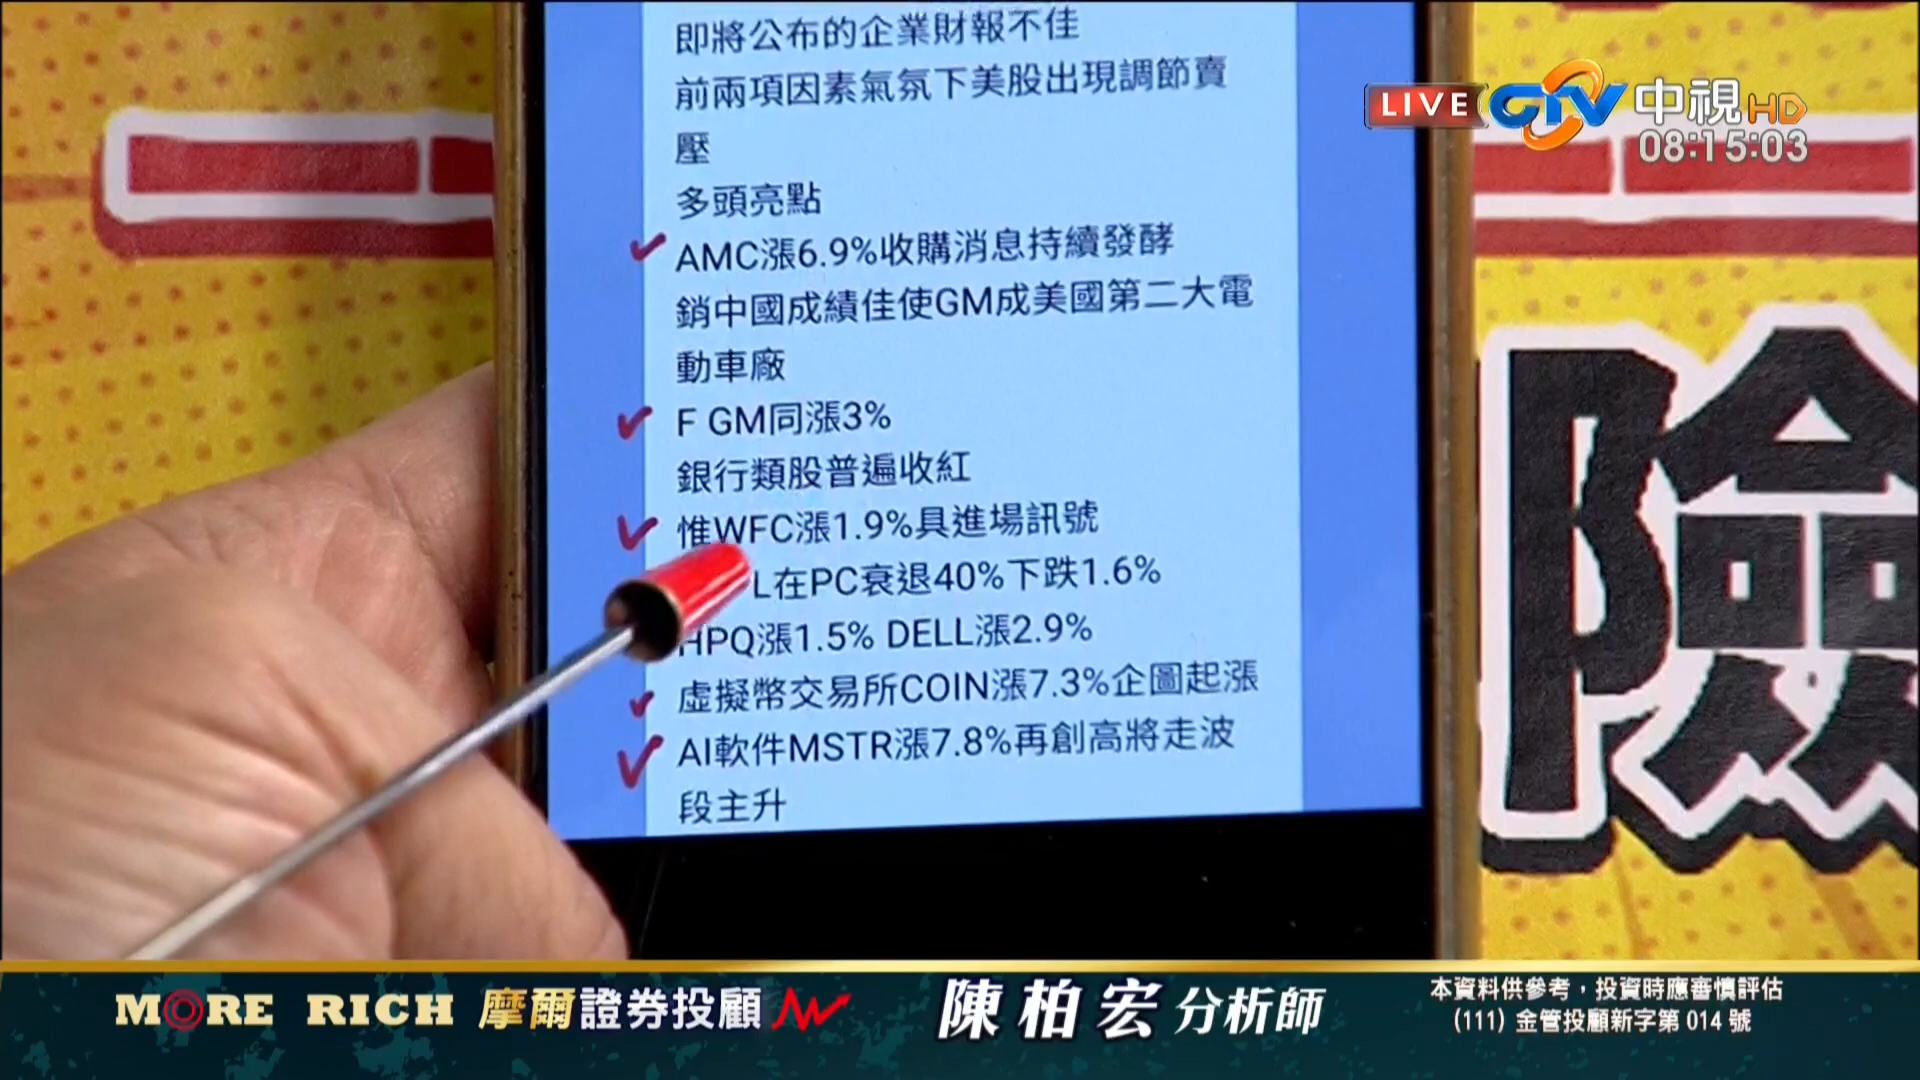 即將公布的企業財報不佳
前兩項因素氣氛下美股出現調節賣
壓
多頭亮點
AMC漲6.9%收購消息持續發酵
銷中國成績佳使GM成美國第二大電
動車廠
F GM同漲3%
銀行類股普遍收紅
惟WFC漲1.9%具進場訊號
L在PC衰退40%下跌1.6%
HPQ漲1.5% DELL漲2.9%
虛擬幣交易所COIN漲7.3%企圖起漲
AI軟件MSTR漲7.8%再創高將走波
段主升
LIVE CTV 中視 HD
08:15:03
險
MORE RICH 摩爾證券投顧
陳柏宏 分析師
本資料供參考，投資時應審慎評估
(111) 金管投顧新字第 014 號